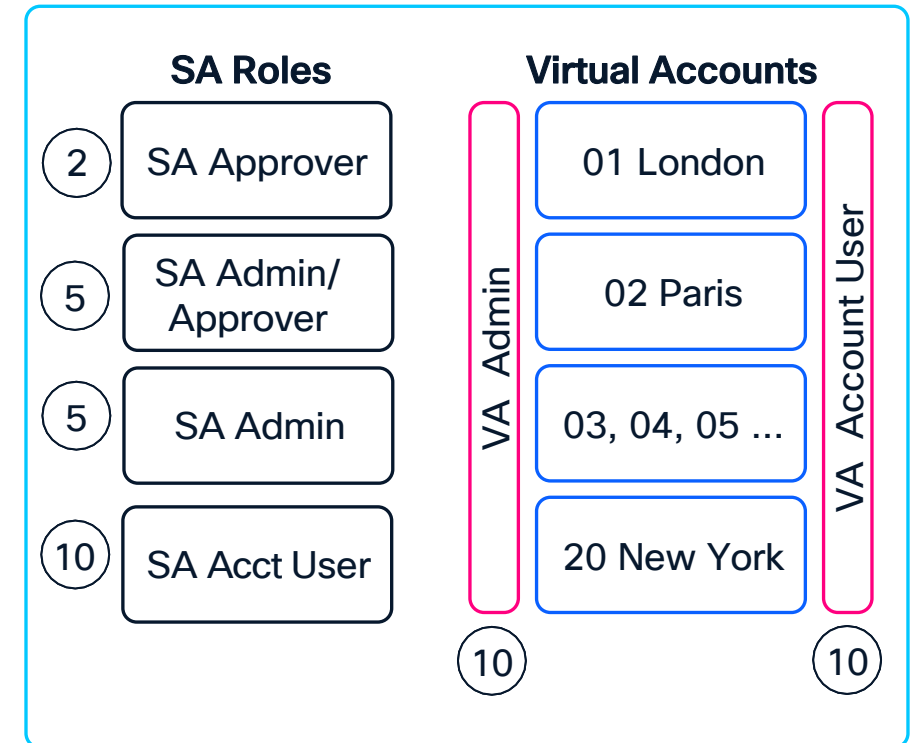 SA Roles
2
SA Approver
5
SA Admin/
Approver
5
SA Admin
10
SA Acct User
Virtual Accounts
VA Admin
10
01 London
02 Paris
03, 04, 05 ...
20 New York
VA Account User
10